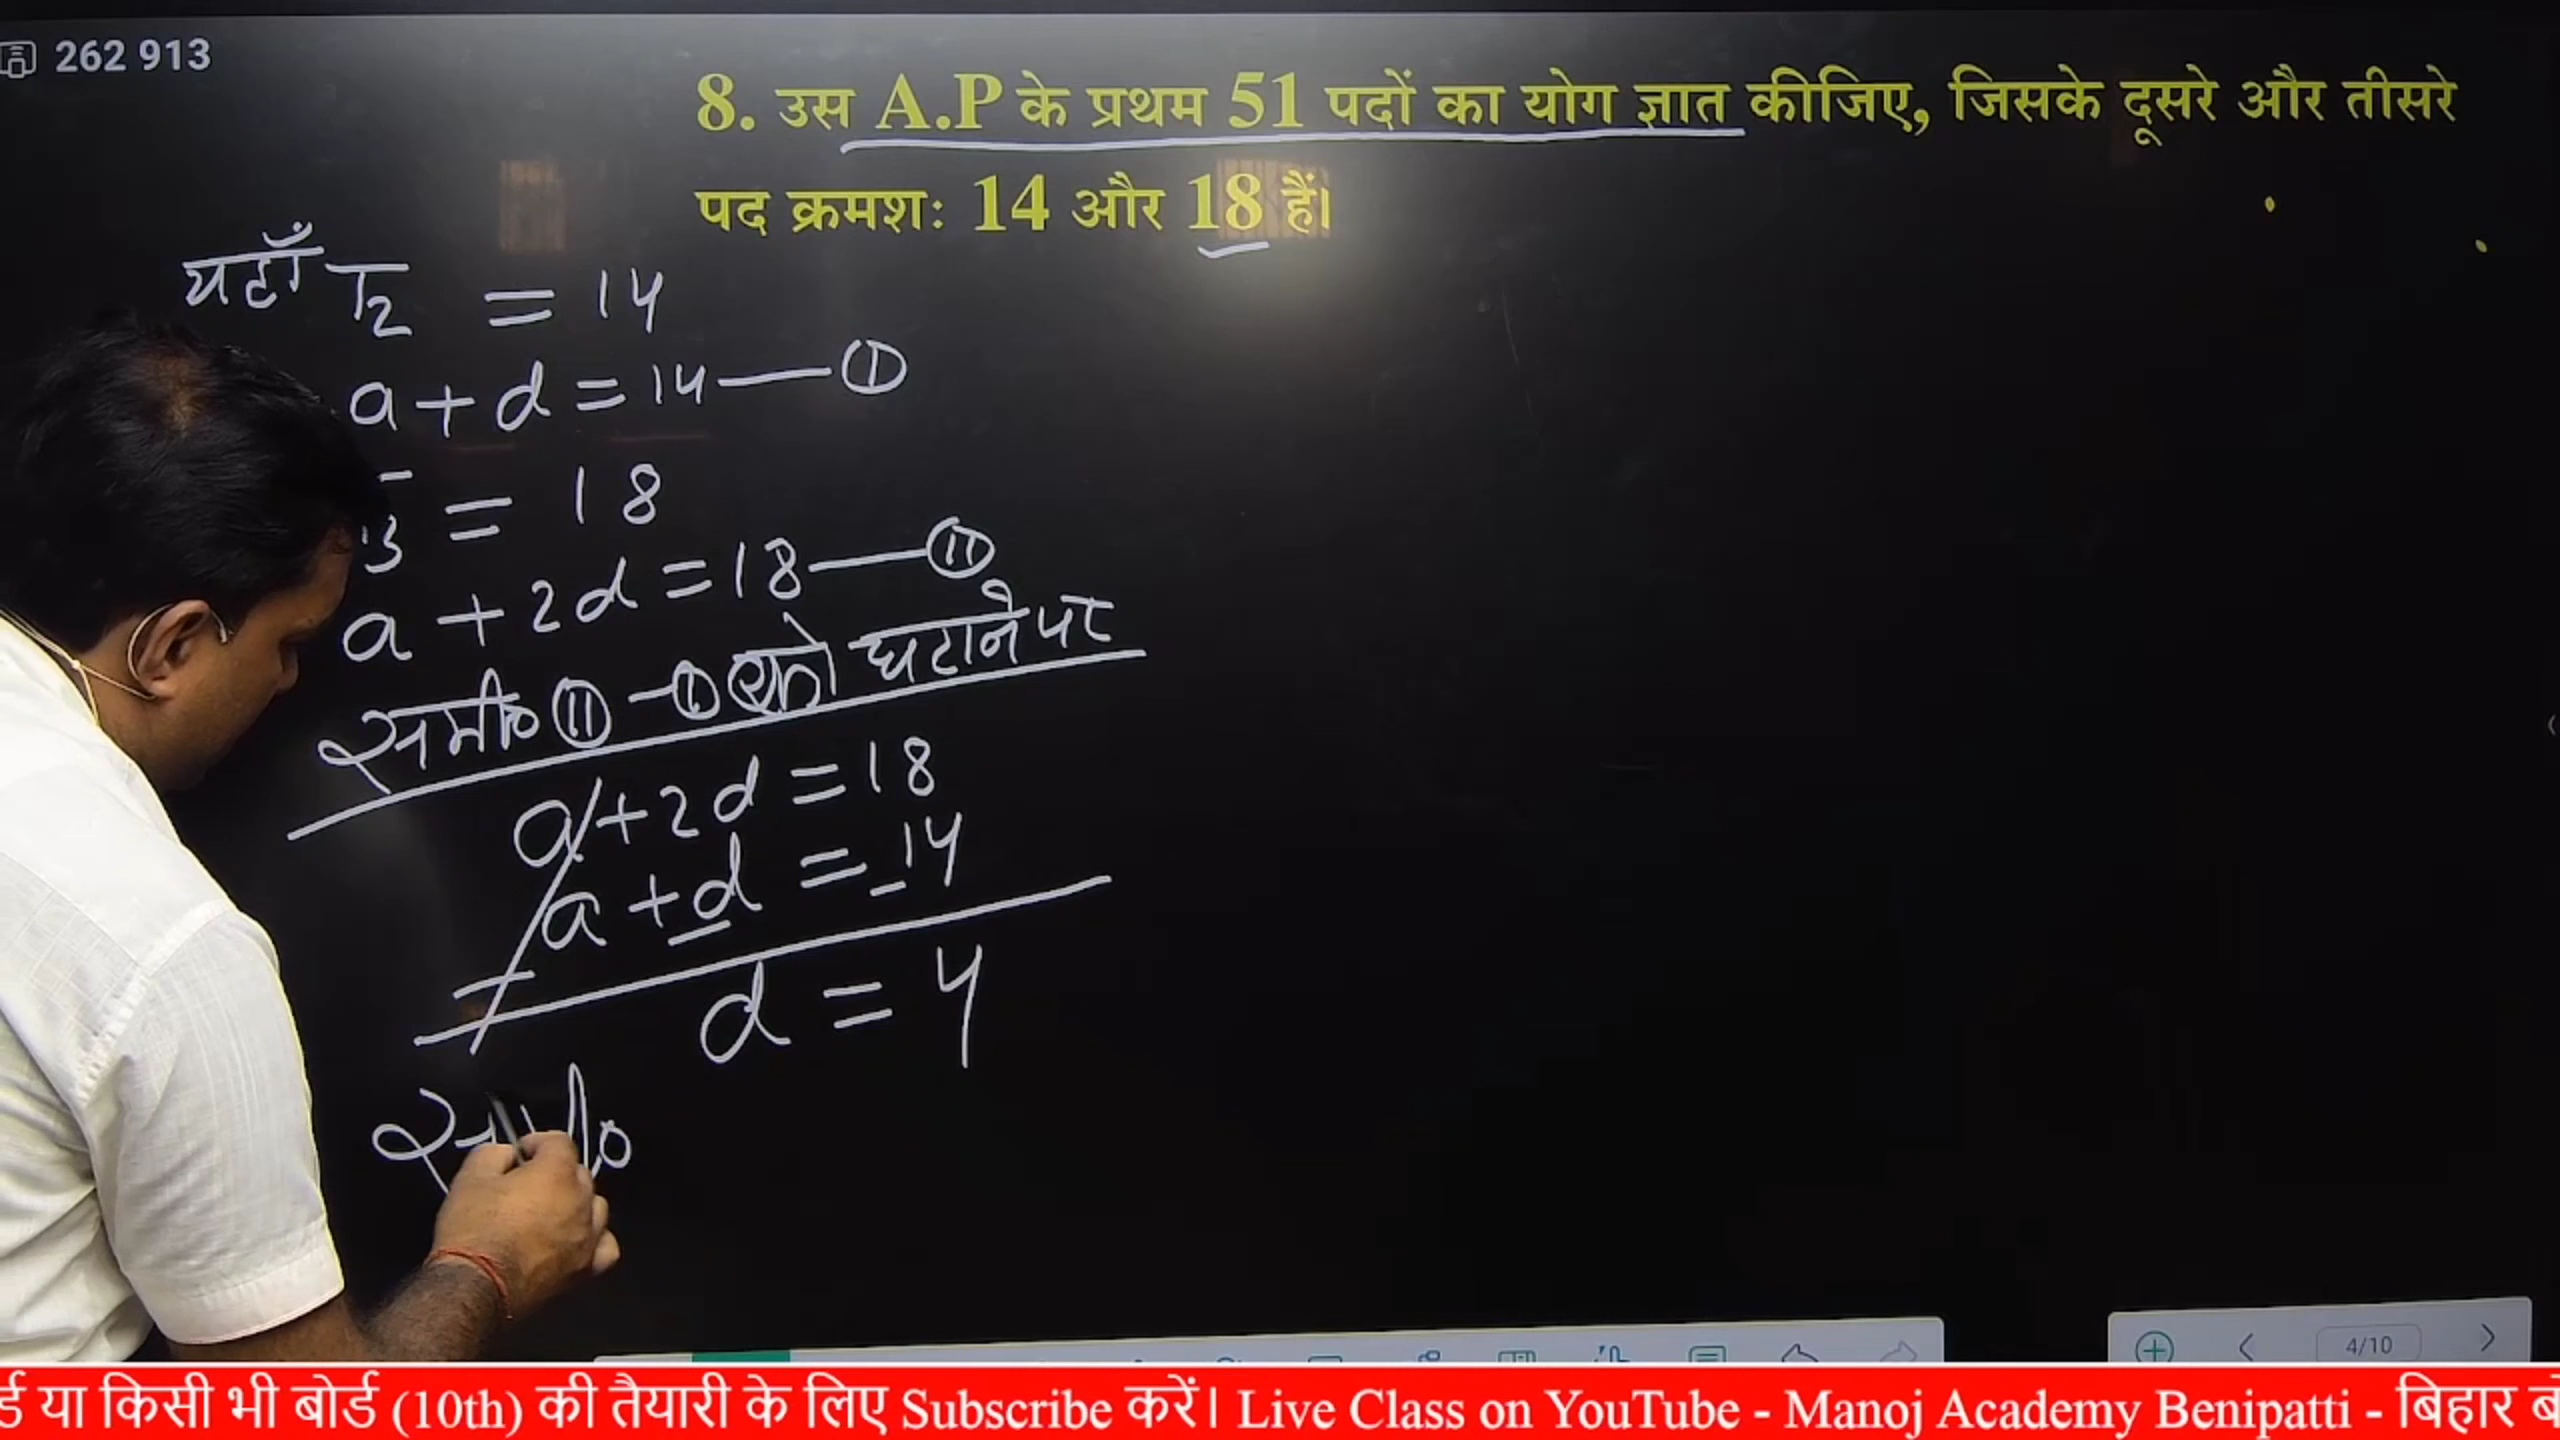 262 913
8. उस A.P के प्रथम 51 पदों का योग ज्ञात कीजिए, जिसके दूसरे और तीसरे
पद क्रमशः 14 और 18 हैं।
यहाँ T2 = 14
a + d = 14 — I
3 = 18
a + 2d = 18 — II
समी० II - I को घटाने पर
a + 2d = 18
a + d = 14
- - -
d = 4
4/10
र्ड या किसी भी बोर्ड (10th) की तैयारी के लिए Subscribe करें। Live Class on YouTube - Manoj Academy Benipatti - बिहार बो